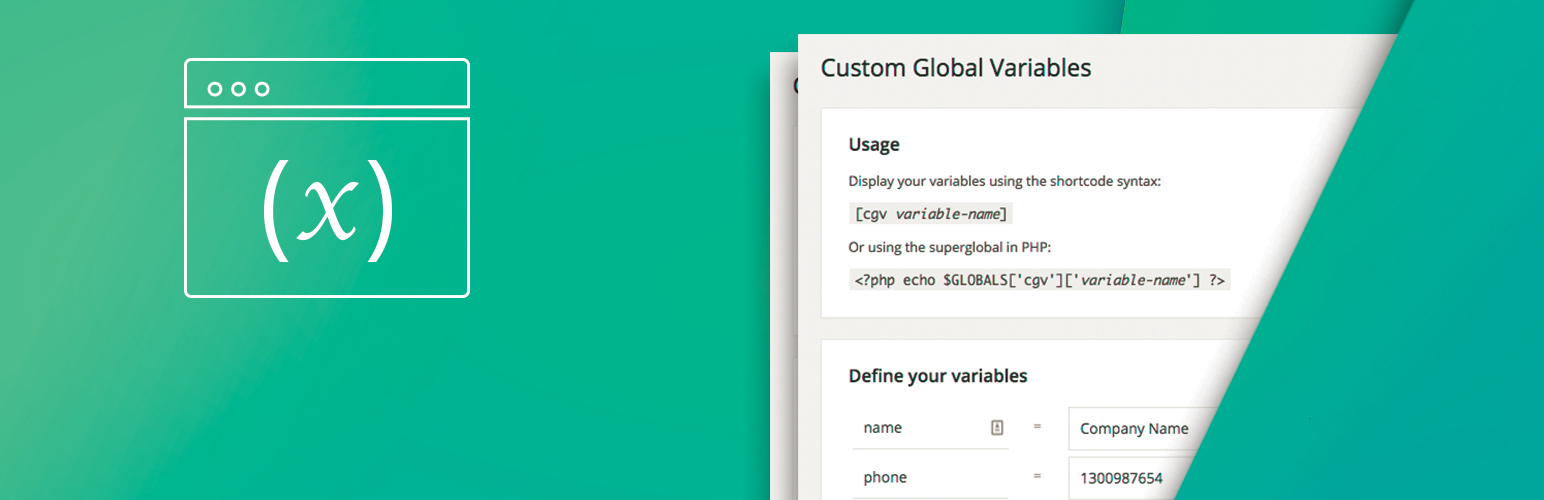 (x)
Custom Global Variables
Usage
Display your variables using the shortcode syntax:
[cgv variable-name]
Or using the superglobal in PHP:
<?php echo $GLOBALS['cgv']['variable-name'] ?>
Define your variables
name = Company Name
phone = 1300987654